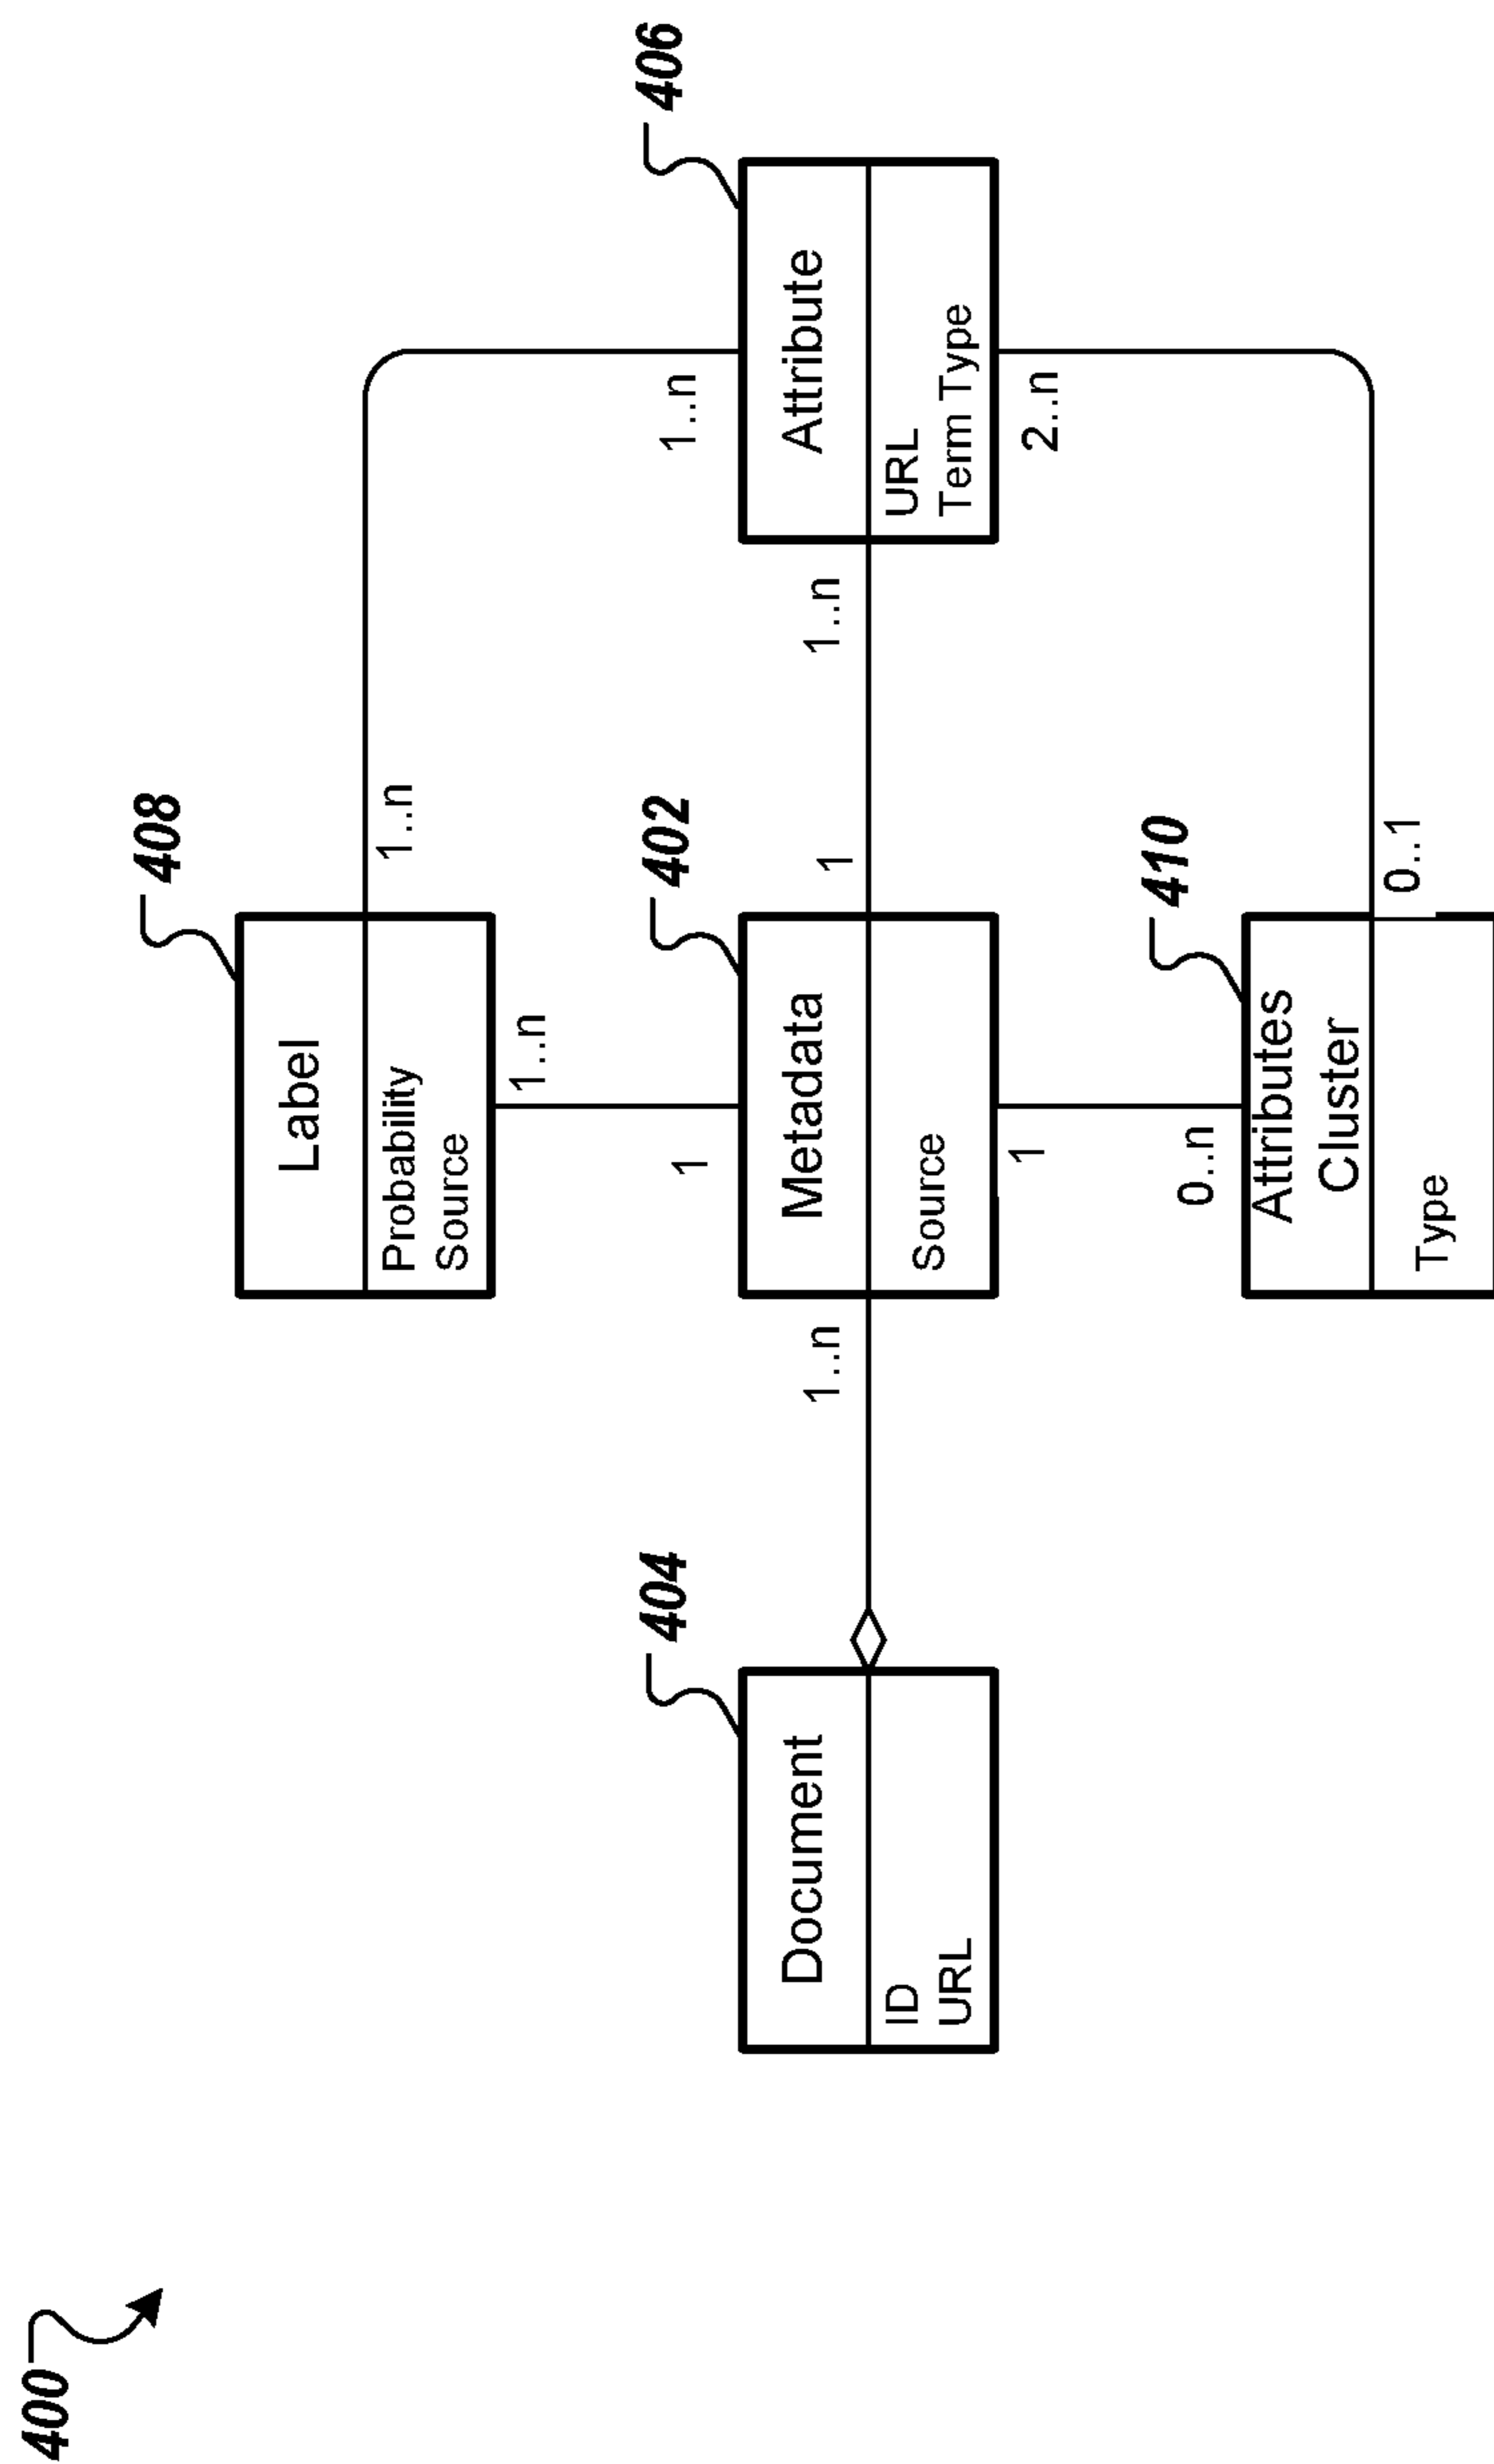 400
408
Label
Probability
Source
1..n
1..n
1
404
402
406
Document
ID
URL
1..n
Metadata
Source
1
1..n
Attribute
URL
Term Type
1..n
2..n
1
0..n
410
Attributes
Cluster
Type
0..1